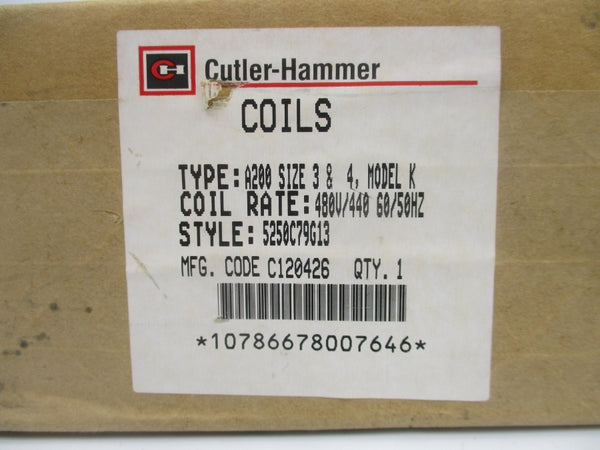 CH Cutler-Hammer
COILS
TYPE: A200 SIZE 3 & 4, MODEL K
COIL RATE: 480V/440 60/50HZ
STYLE: 5250C79G13
MFG. CODE C120426 QTY. 1
*10786678007646*